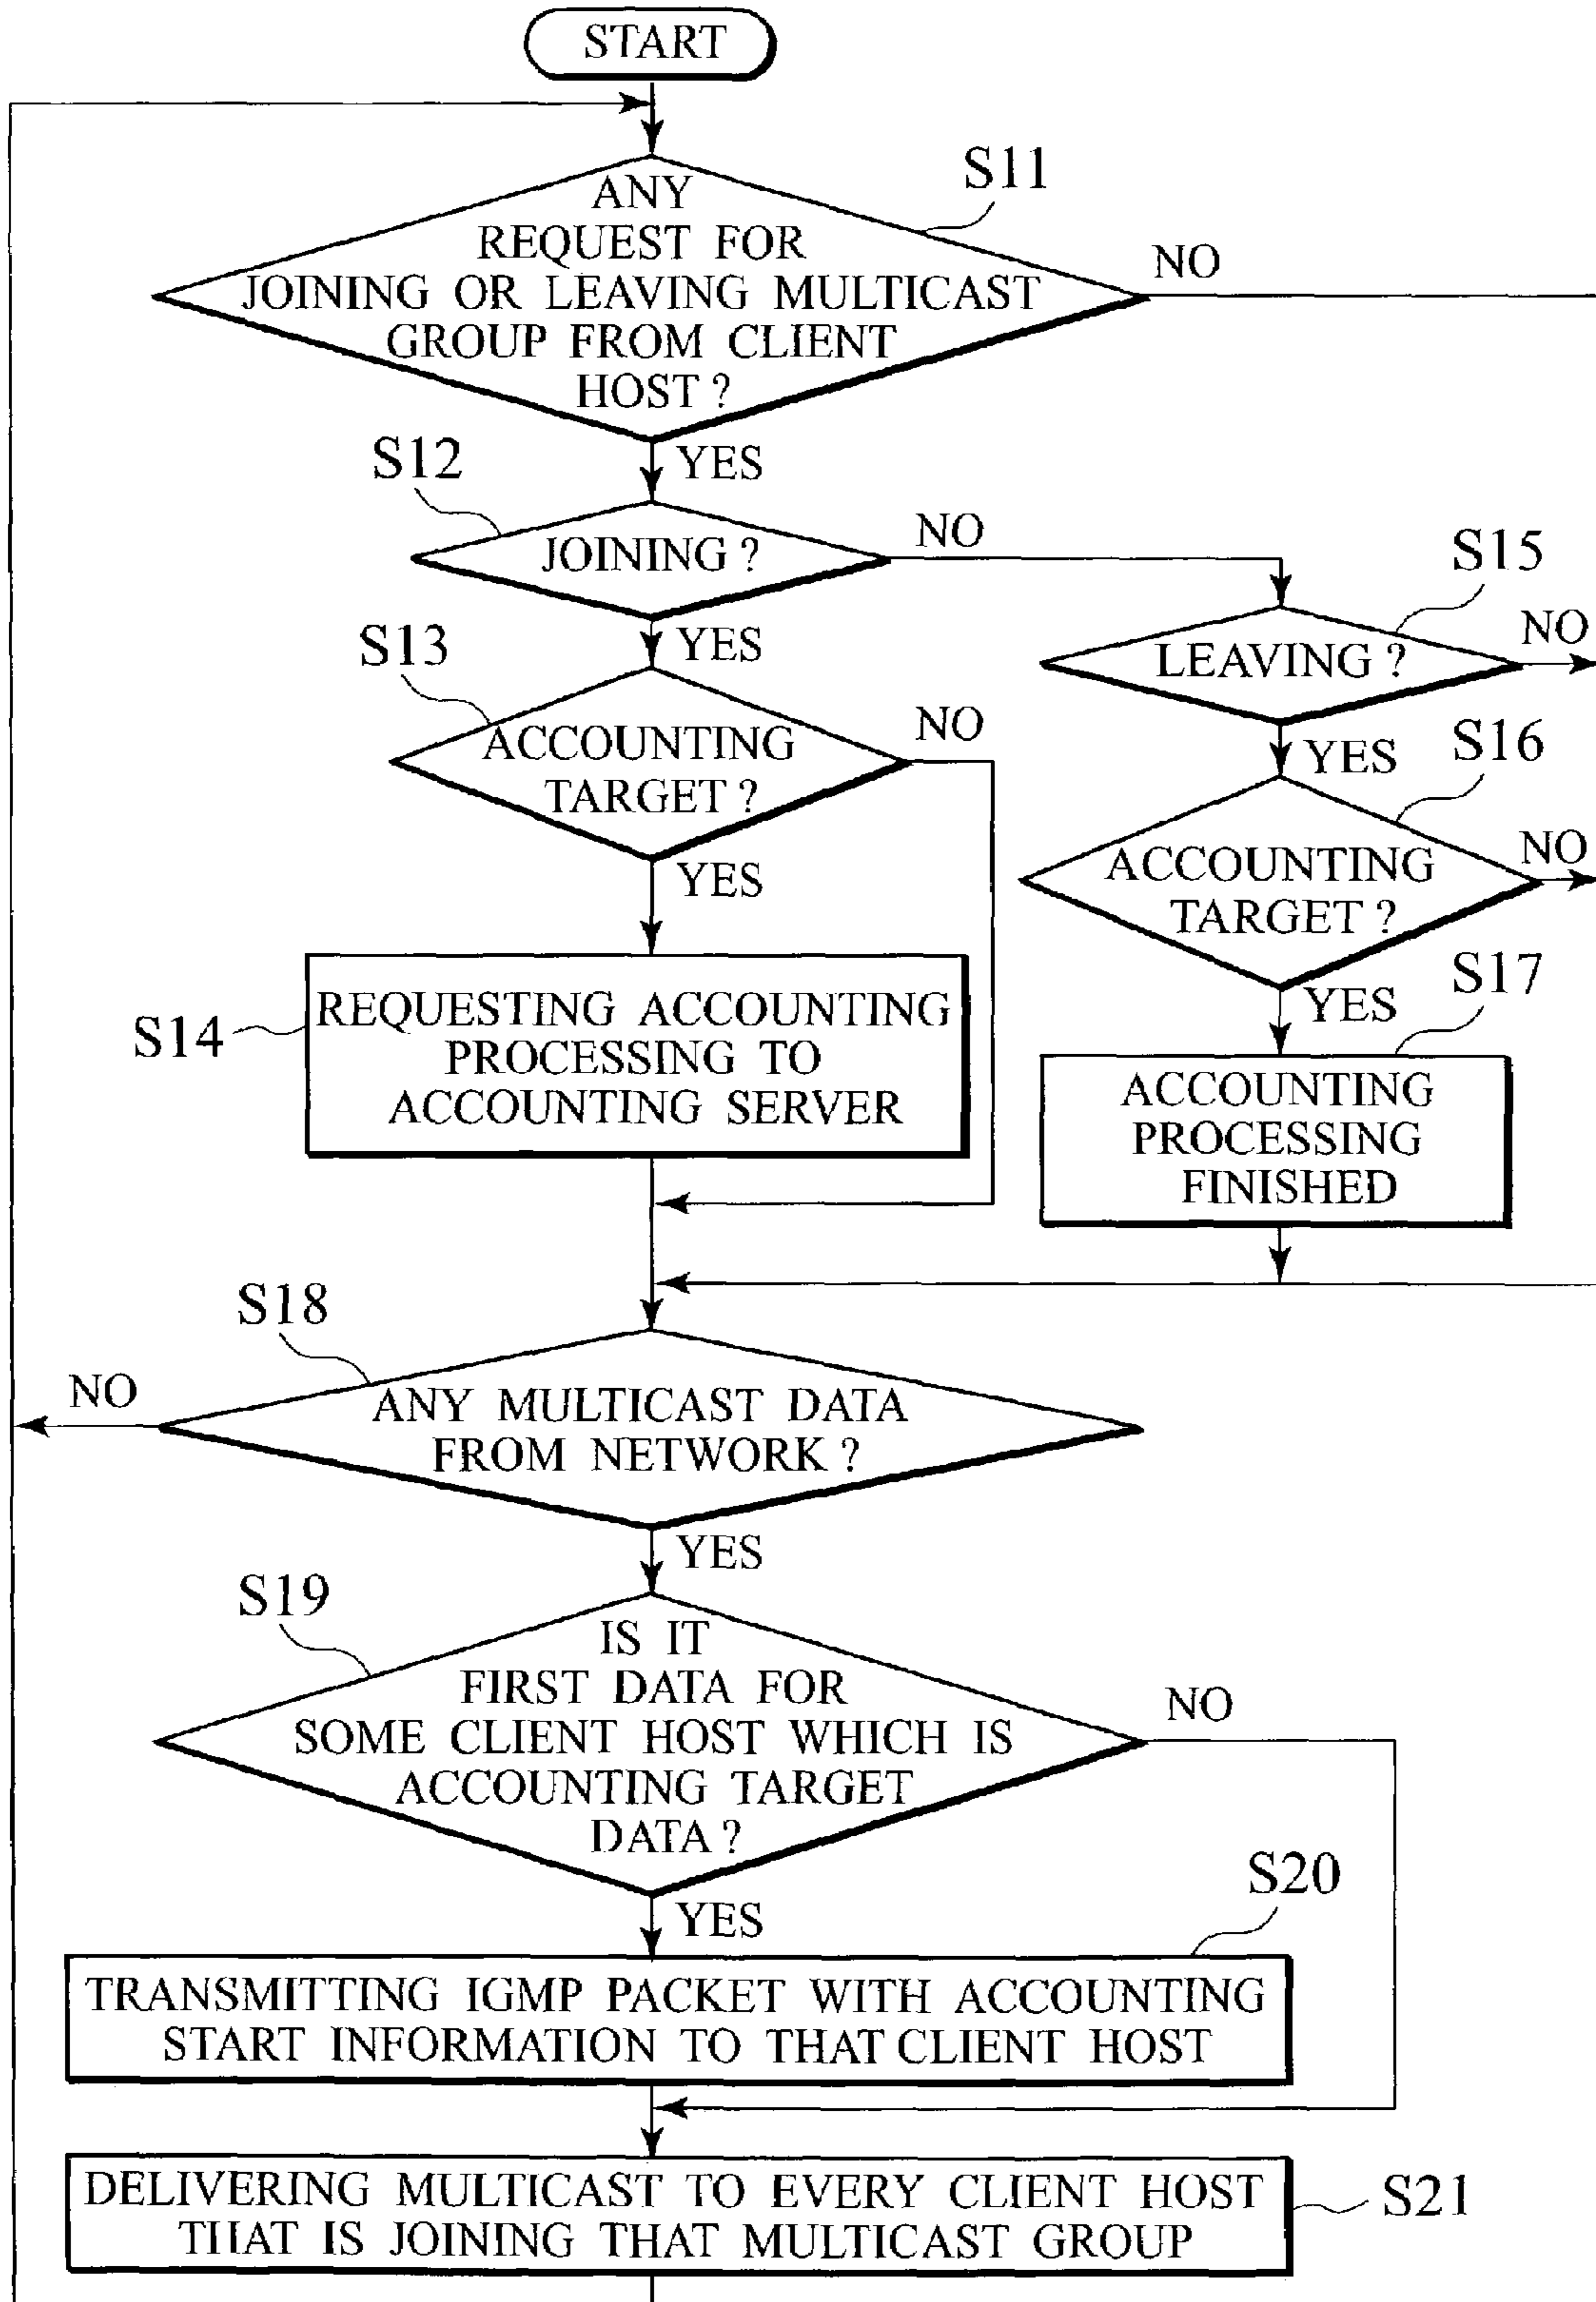 START
S11
ANY
REQUEST FOR
JOINING OR LEAVING MULTICAST
GROUP FROM CLIENT
HOST ?
NO
YES
S12
JOINING ?
NO
YES
S13
ACCOUNTING
TARGET ?
NO
YES
S14
REQUESTING ACCOUNTING
PROCESSING TO
ACCOUNTING SERVER
S15
LEAVING ?
NO
YES
S16
ACCOUNTING
TARGET ?
NO
YES
S17
ACCOUNTING
PROCESSING
FINISHED
S18
ANY MULTICAST DATA
FROM NETWORK ?
NO
YES
S19
IS IT
FIRST DATA FOR
SOME CLIENT HOST WHICH IS
ACCOUNTING TARGET
DATA ?
NO
YES
S20
TRANSMITTING IGMP PACKET WITH ACCOUNTING
START INFORMATION TO THAT CLIENT HOST
DELIVERING MULTICAST TO EVERY CLIENT HOST
THAT IS JOINING THAT MULTICAST GROUP
S21